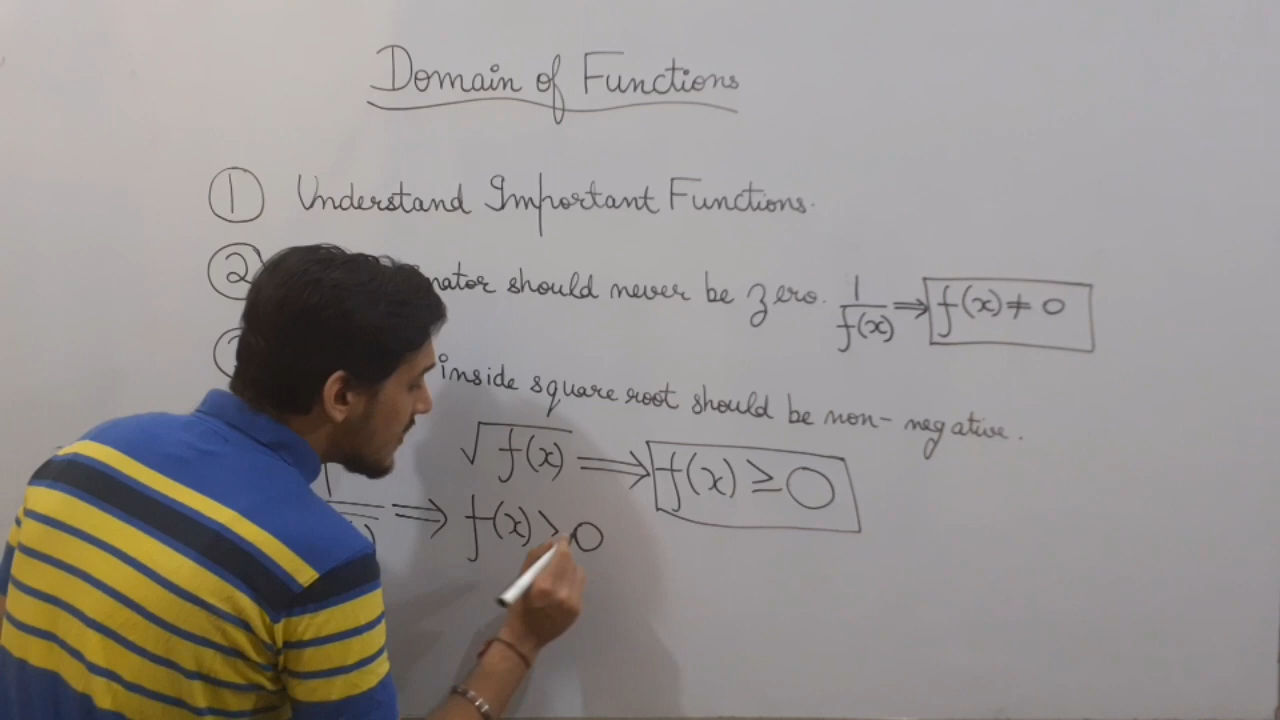 Domain of Functions
① Understand Important Functions.
② nator should never be zero. 1/f(x) ⇒ f(x) ≠ 0
inside square root should be non-negative.
√f(x) ⇒ f(x) ≥ 0
⇒ f(x) > 0